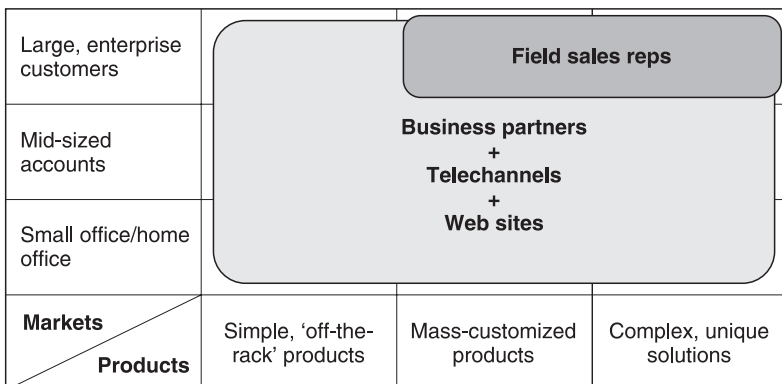 Large, enterprise
customers
Field sales reps
Mid-sized
accounts
Business partners
+
Telechannels
+
Web sites
Small office/home
office
Markets
Products
Simple, ‘off-the-
rack’ products
Mass-customized
products
Complex, unique
solutions